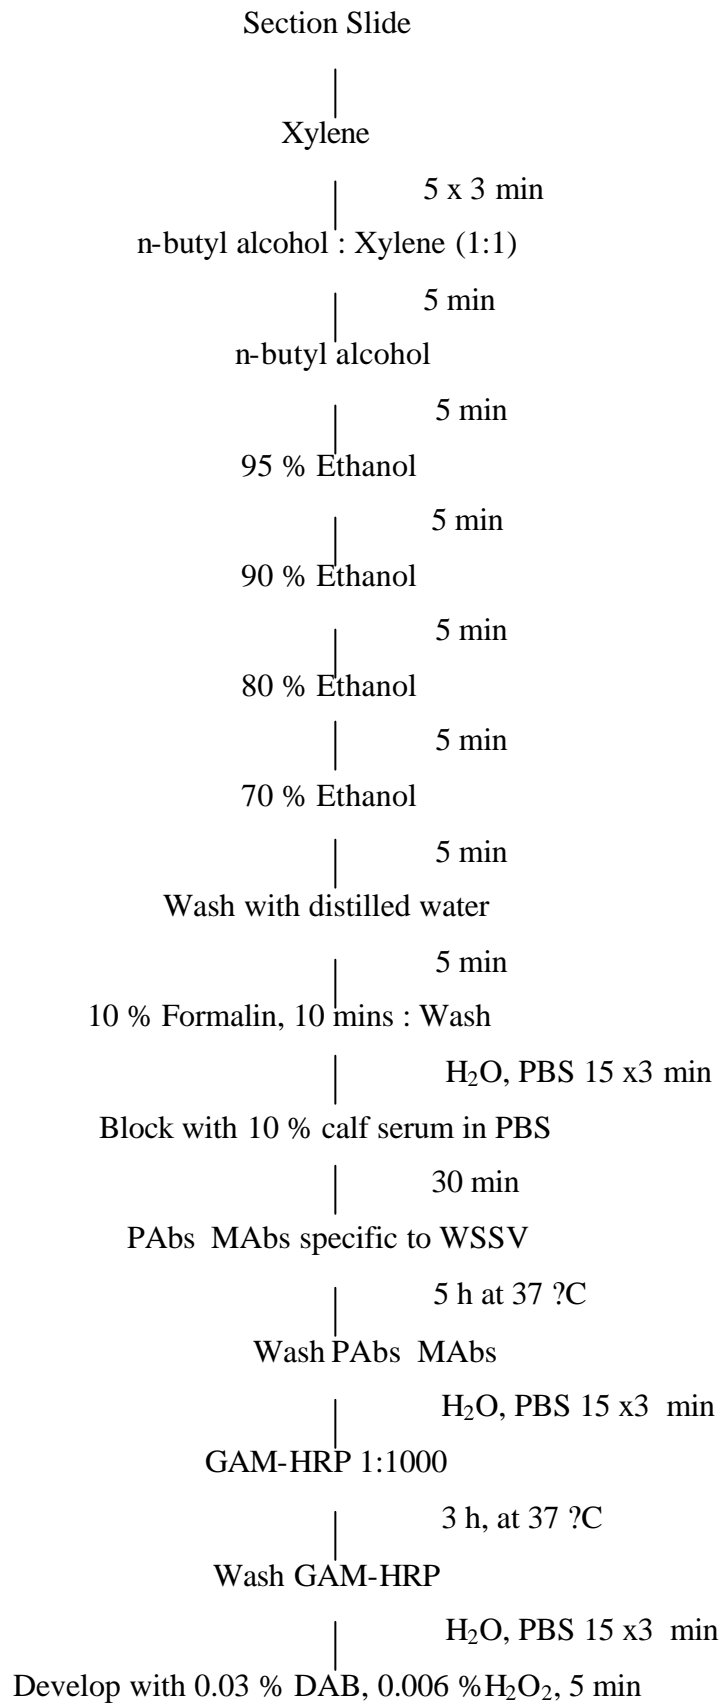 Section Slide
Xylene
5 x 3 min
n-butyl alcohol : Xylene (1:1)
5 min
n-butyl alcohol
5 min
95 % Ethanol
5 min
90 % Ethanol
5 min
80 % Ethanol
5 min
70 % Ethanol
5 min
Wash with distilled water
5 min
10 % Formalin, 10 mins : Wash
H₂O, PBS 15 x3 min
Block with 10 % calf serum in PBS
30 min
PAbs MAbs specific to WSSV
5 h at 37 ?C
Wash PAbs MAbs
H₂O, PBS 15 x3 min
GAM-HRP 1:1000
3 h, at 37 ?C
Wash GAM-HRP
H₂O, PBS 15 x3 min
Develop with 0.03 % DAB, 0.006 %H₂O₂, 5 min